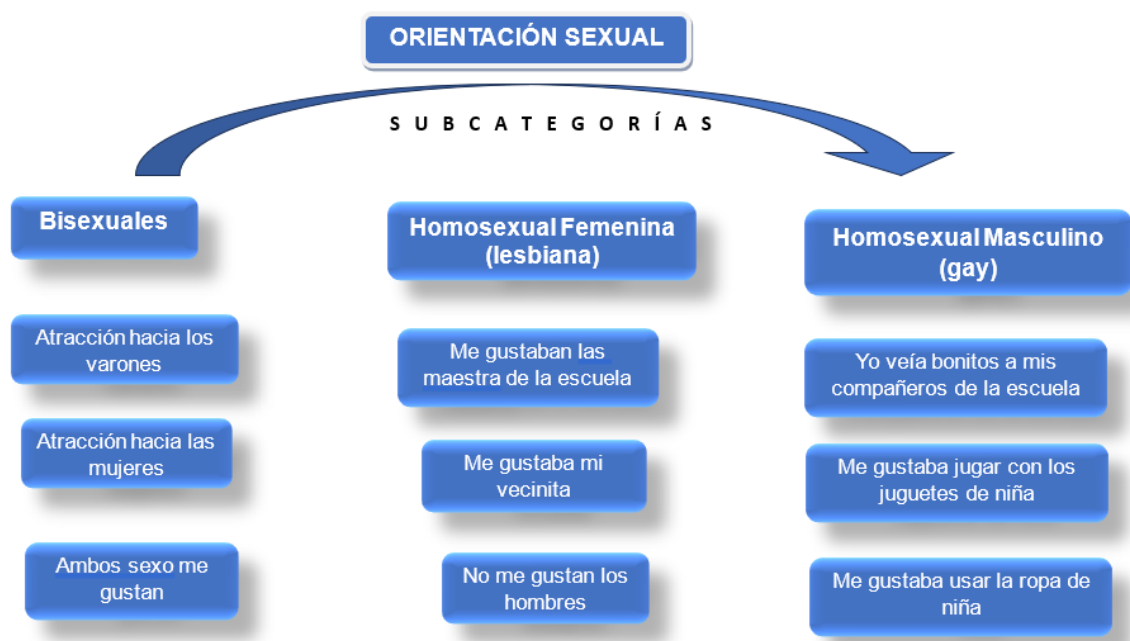 ORIENTACIÓN SEXUAL
SUBCATEGORÍAS
Bisexuales
Atracción hacia los
varones
Atracción hacia las
mujeres
Ambos sexo me
gustan
Homosexual Femenina
(lesbiana)
Me gustaban las
maestra de la escuela
Me gustaba mi
vecinita
No me gustan los
hombres
Homosexual Masculino
(gay)
Yo veía bonitos a mis
compañeros de la escuela
Me gustaba jugar con los
juguetes de niña
Me gustaba usar la ropa de
niña